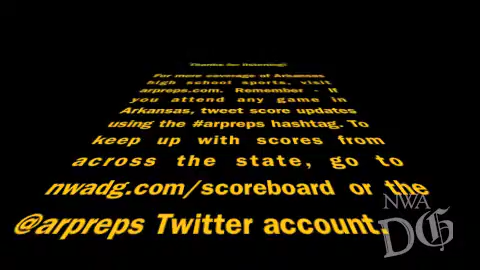 Thanks for listening!
For more coverage of Arkansas
high school sports, visit
arpreps.com. Remember - If
you attend any game in
Arkansas, tweet score updates
using the #arpreps hashtag. To
keep up with scores from
across the state, go to
nwadg.com/scoreboard or the
@arpreps Twitter account.
NWA
DG